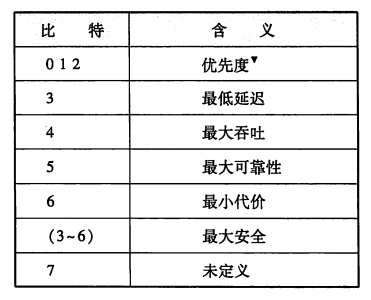 比 特 含 义
0 1 2 优先度▼
3 最低延迟
4 最大吞吐
5 最大可靠性
6 最小代价
(3~6) 最大安全
7 未定义